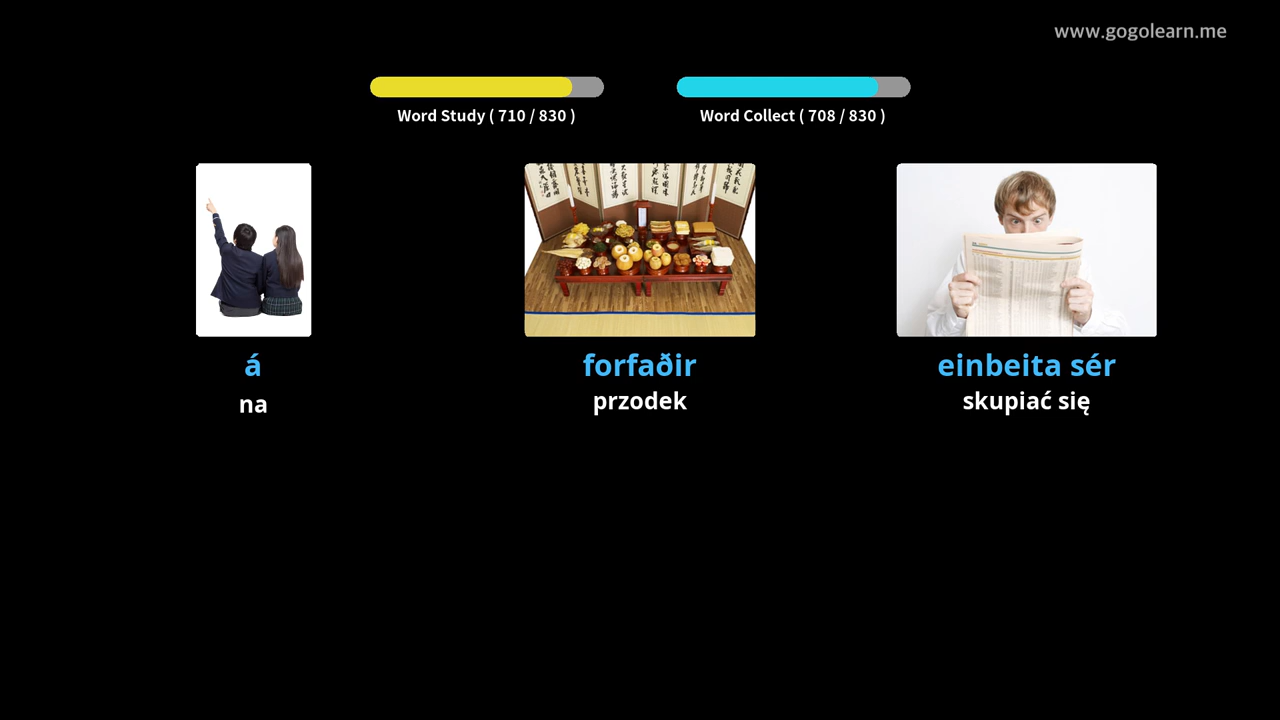 www.gogolearn.me
Word Study ( 710 / 830 )
Word Collect ( 708 / 830 )
á
na
forfaðir
przodek
einbeita sér
skupiać się